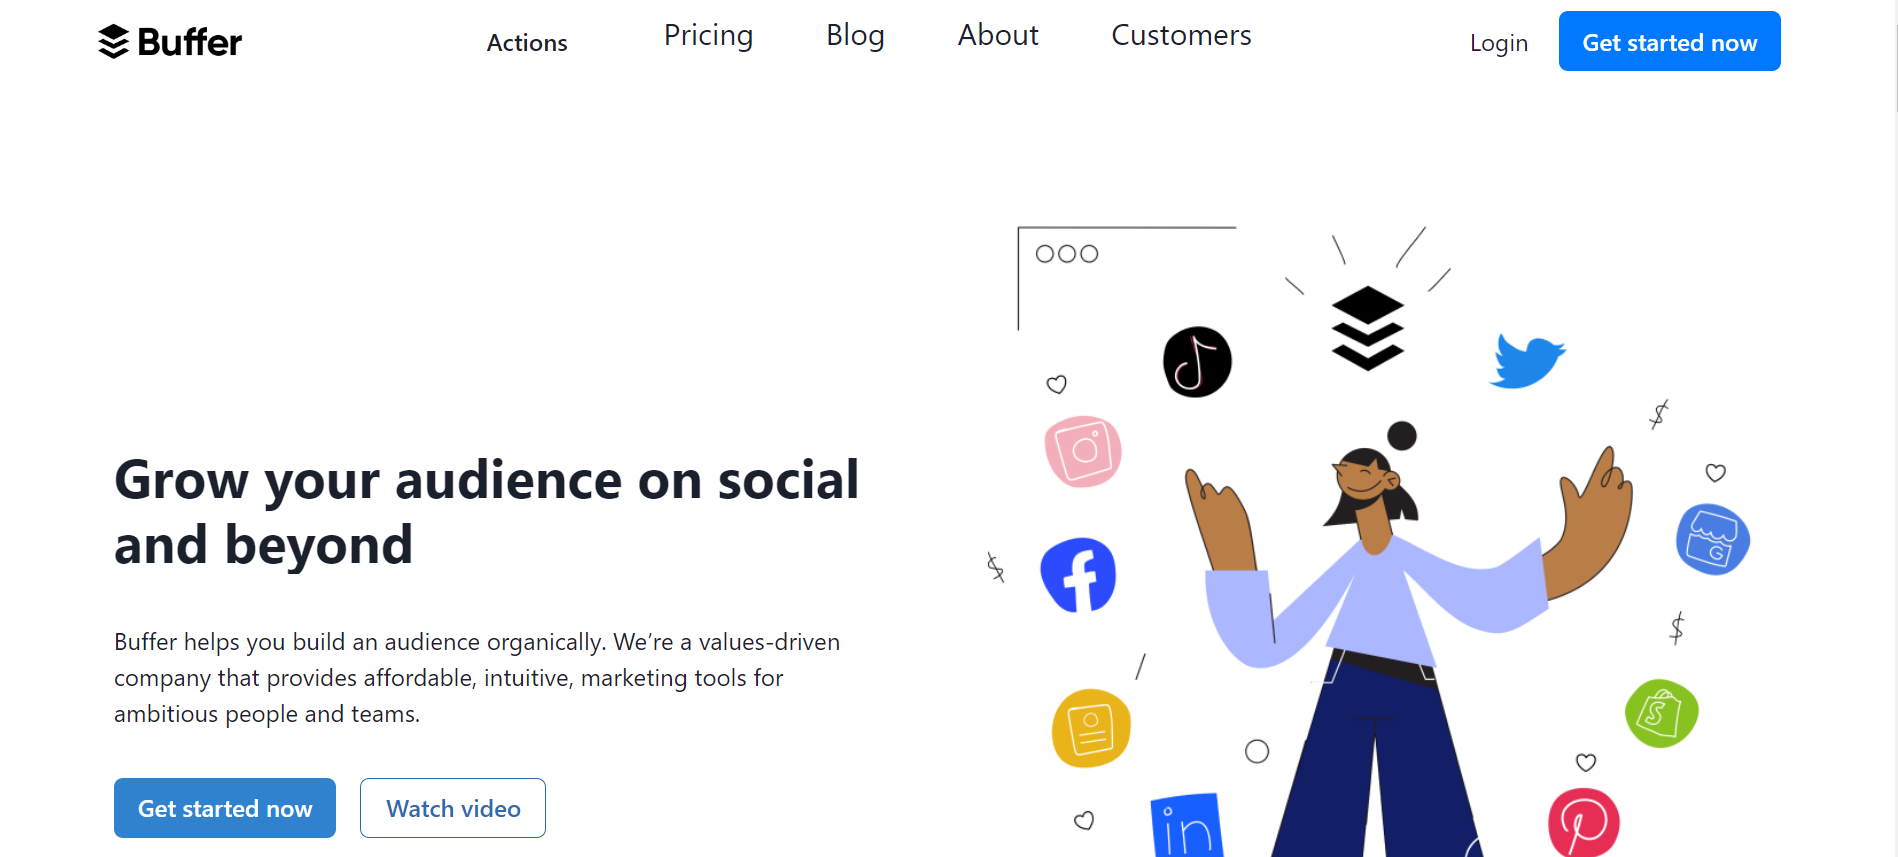 Buffer
Actions
Pricing
Blog
About
Customers
Login
Get started now
Grow your audience on social
and beyond
Buffer helps you build an audience organically. We’re a values-driven
company that provides affordable, intuitive, marketing tools for
ambitious people and teams.
Get started now
Watch video
G
S
in